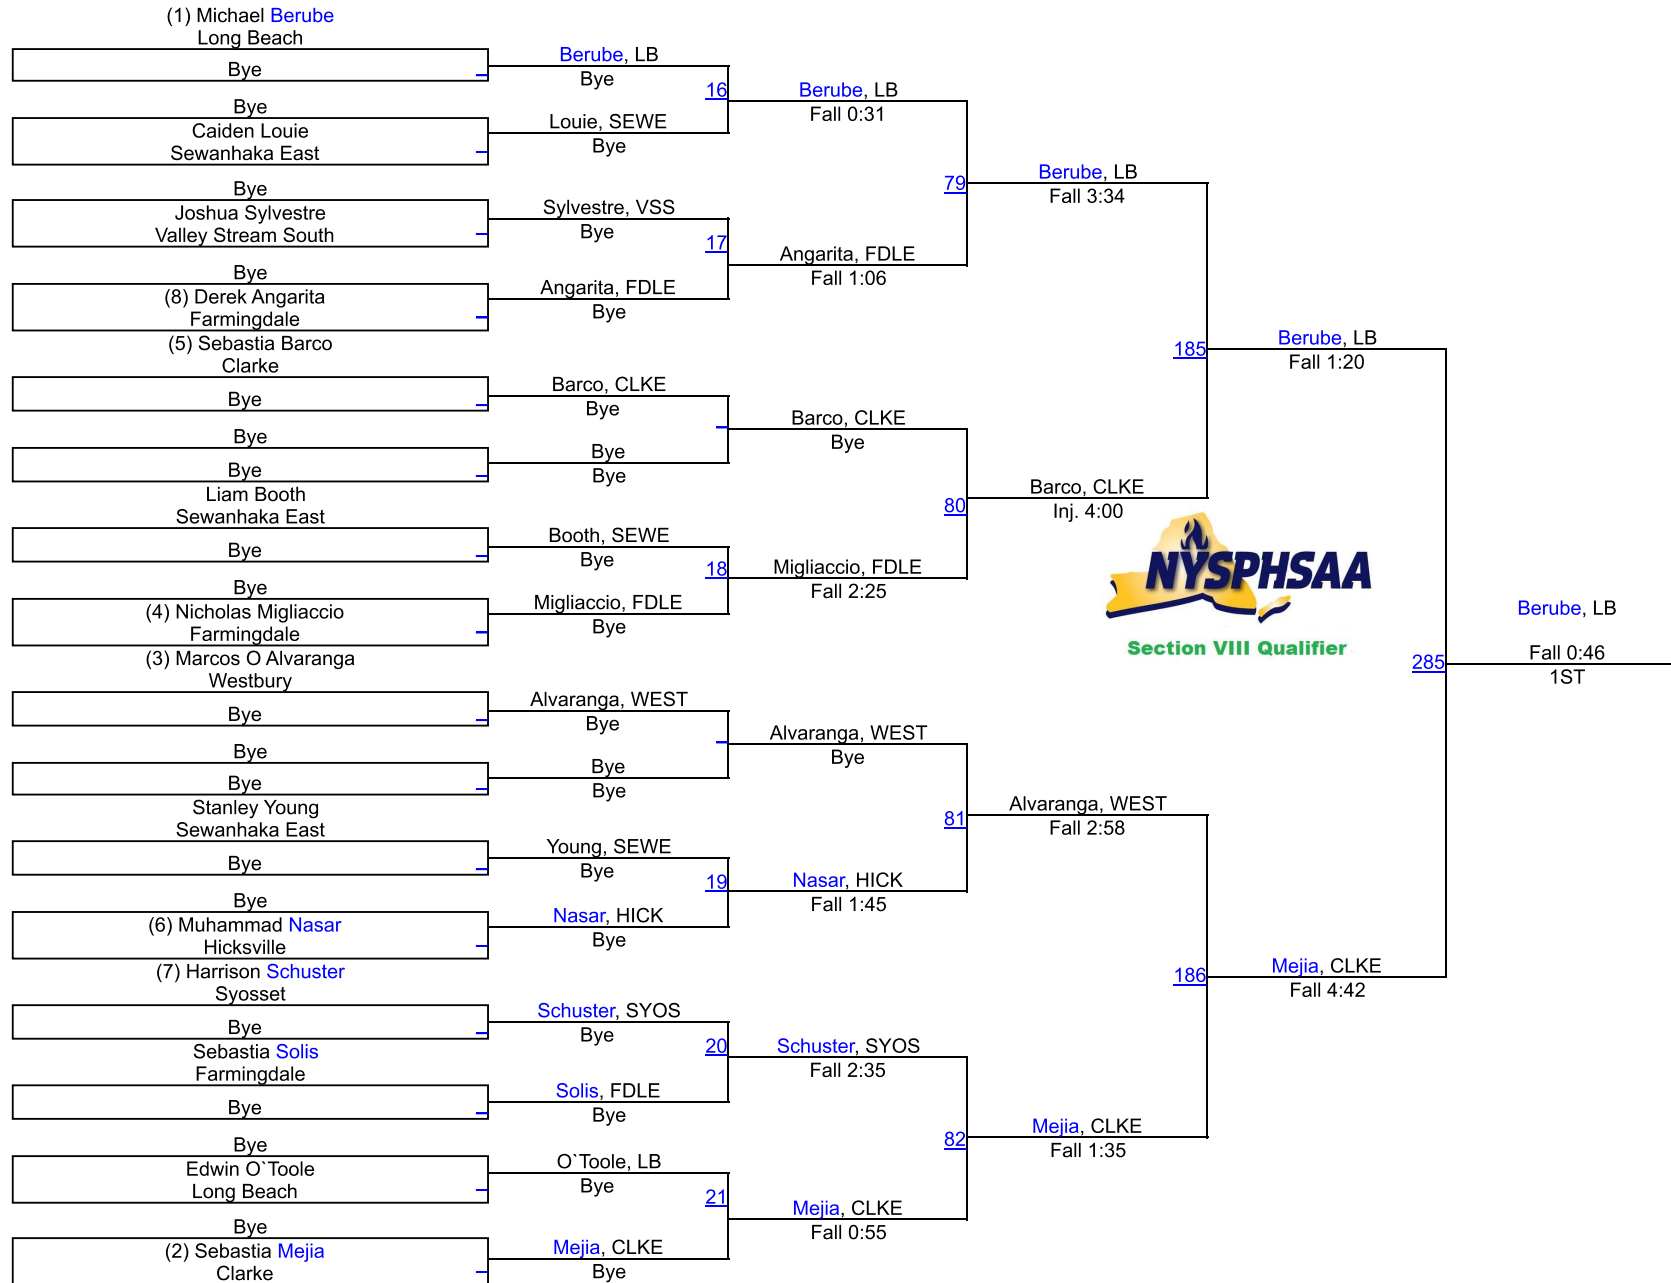 (1) Michael Berube
Long Beach
Bye
Bye
Caiden Louie
Sewanhaka East
Bye
Joshua Sylvestre
Valley Stream South
Bye
(8) Derek Angarita
Farmingdale
(5) Sebastia Barco
Clarke
Bye
Bye
Bye
Liam Booth
Sewanhaka East
Bye
Bye
(4) Nicholas Migliaccio
Farmingdale
(3) Marcos O Alvaranga
Westbury
Bye
Bye
Bye
Stanley Young
Sewanhaka East
Bye
Bye
(6) Muhammad Nasar
Hicksville
(7) Harrison Schuster
Syosset
Bye
Sebastia Solis
Farmingdale
Bye
Bye
Edwin O`Toole
Long Beach
Bye
(2) Sebastia Mejia
Clarke
Berube, LB
Bye
16
Louie, SEWE
Bye
Sylvestre, VSS
Bye
17
Angarita, FDLE
Bye
Barco, CLKE
Bye
Bye
Bye
Booth, SEWE
Bye
18
Migliaccio, FDLE
Bye
Alvaranga, WEST
Bye
Bye
Bye
Young, SEWE
Bye
19
Nasar, HICK
Bye
Schuster, SYOS
Bye
20
Solis, FDLE
Bye
O`Toole, LB
Bye
21
Mejia, CLKE
Bye
Berube, LB
Fall 0:31
79
Angarita, FDLE
Fall 1:06
Barco, CLKE
Bye
80
Migliaccio, FDLE
Fall 2:25
Alvaranga, WEST
Bye
81
Nasar, HICK
Fall 1:45
Schuster, SYOS
Fall 2:35
82
Mejia, CLKE
Fall 0:55
Berube, LB
Fall 3:34
185
Barco, CLKE
Inj. 4:00
Alvaranga, WEST
Fall 2:58
186
Mejia, CLKE
Fall 1:35
Berube, LB
Fall 1:20
NYSPHSAA
Section VIII Qualifier
285
Mejia, CLKE
Fall 4:42
Berube, LB
Fall 0:46
1ST